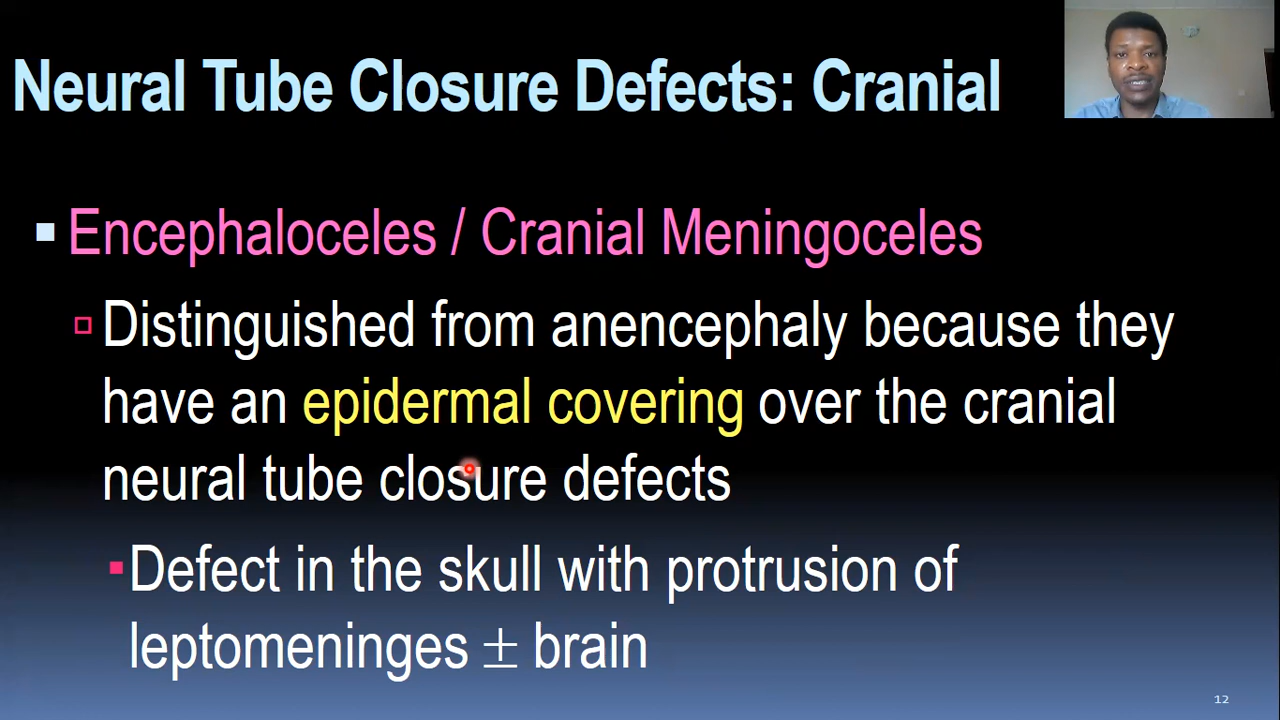 Neural Tube Closure Defects: Cranial
Encephaloceles / Cranial Meningoceles
Distinguished from anencephaly because they
have an epidermal covering over the cranial
neural tube closure defects
Defect in the skull with protrusion of
leptomeninges ± brain
12